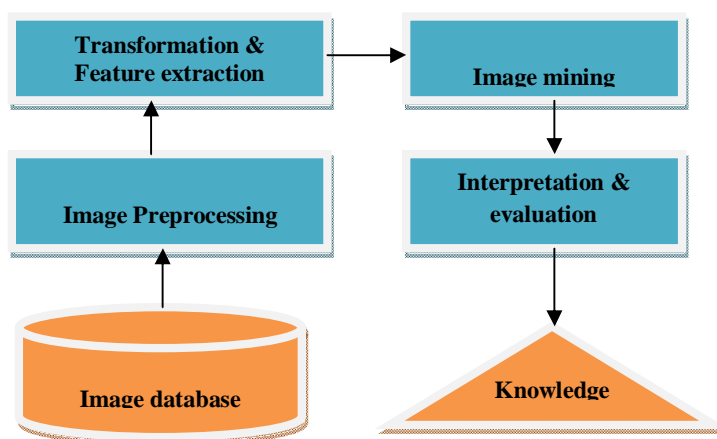 Transformation &
Feature extraction
Image mining
Image Preprocessing
Interpretation &
evaluation
Image database
Knowledge